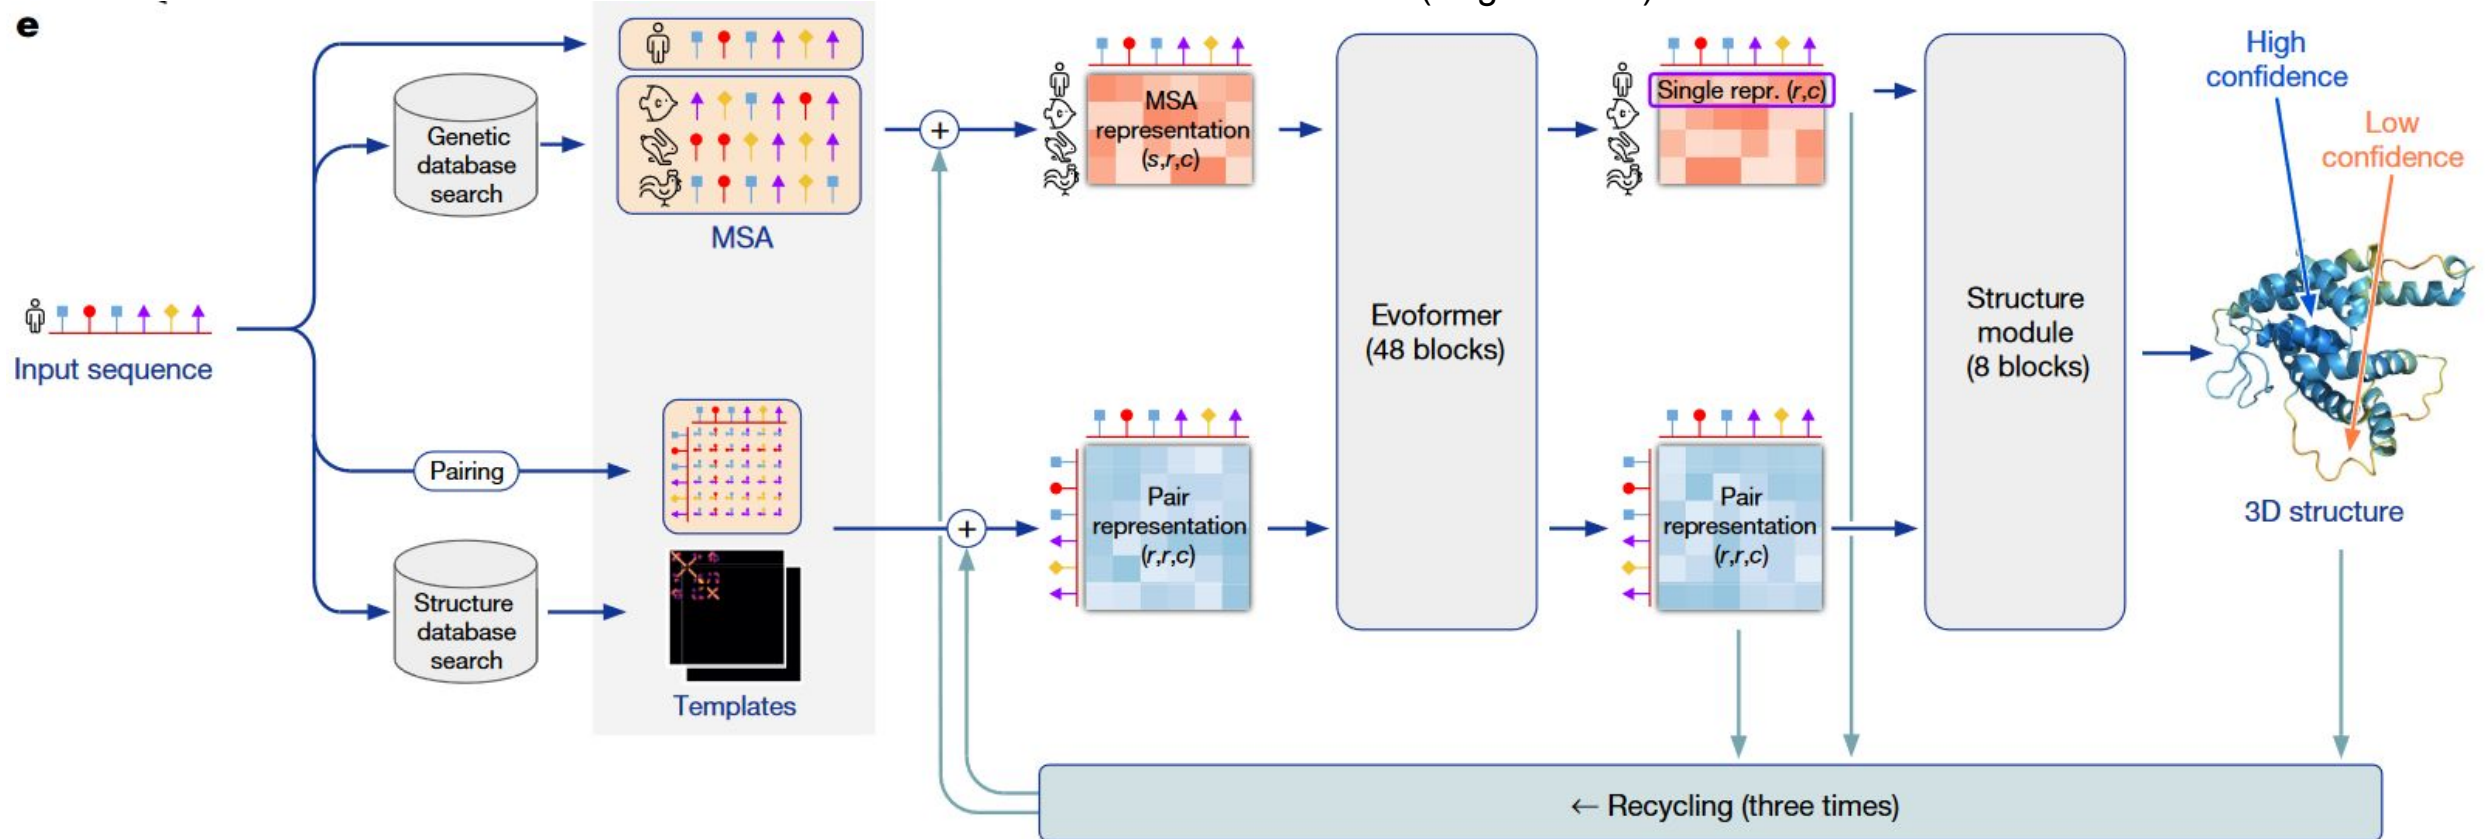 e
Input sequence
Genetic
database
search
Pairing
Structure
database
search
MSA
Templates
+
+
MSA
representation
(s,r,c)
Pair
representation
(r,r,c)
Evoformer
(48 blocks)
Single repr. (r,c)
Pair
representation
(r,r,c)
Structure
module
(8 blocks)
High
confidence
Low
confidence
3D structure
← Recycling (three times)